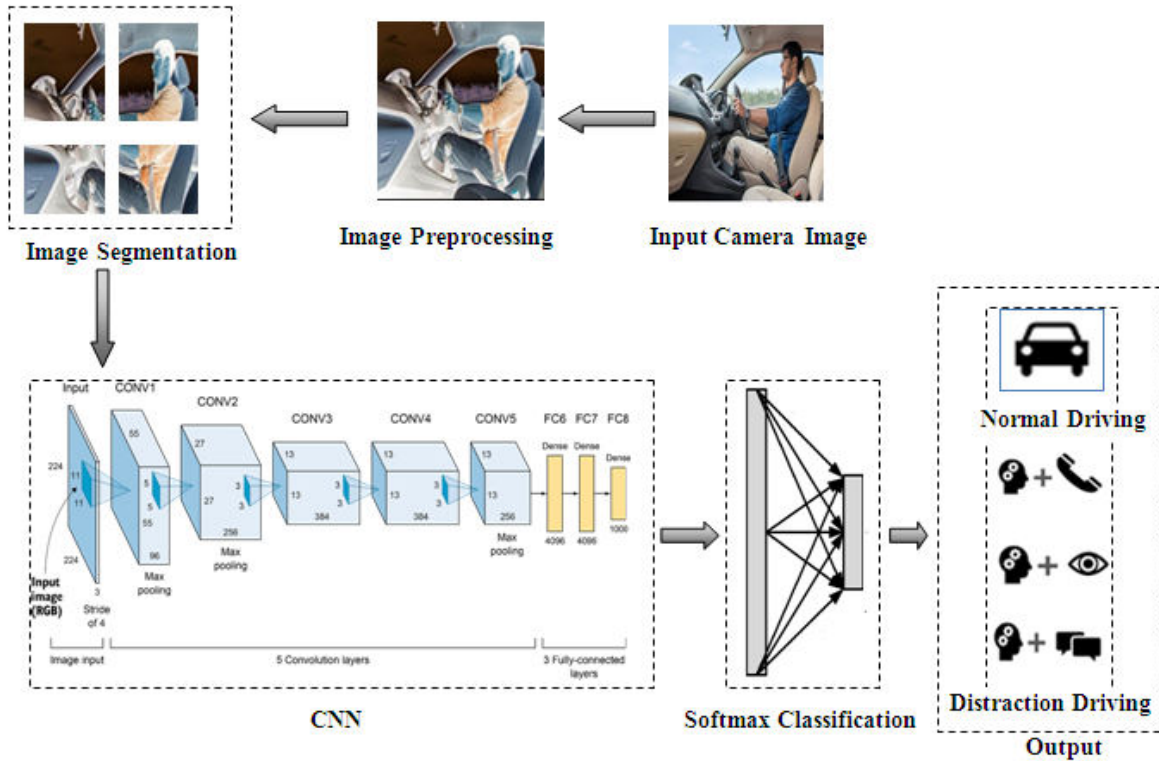 Image Segmentation
Image Preprocessing
Input Camera Image
Input
CONV1
CONV2
CONV3
CONV4
CONV5
FC6
FC7
FC8
Dense
Dense
Dense
224
11
11
224
3
Stride
of 4
Input
image
(RGB)
55
5
5
55
96
Max
pooling
27
27
3
3
256
Max
pooling
13
13
3
3
384
13
13
3
3
384
13
13
256
Max
pooling
4096
4096
1000
Image input
5 Convolution layers
3 Fully-connected
layers
CNN
Softmax Classification
Normal Driving
+
+
+
Distraction Driving
Output